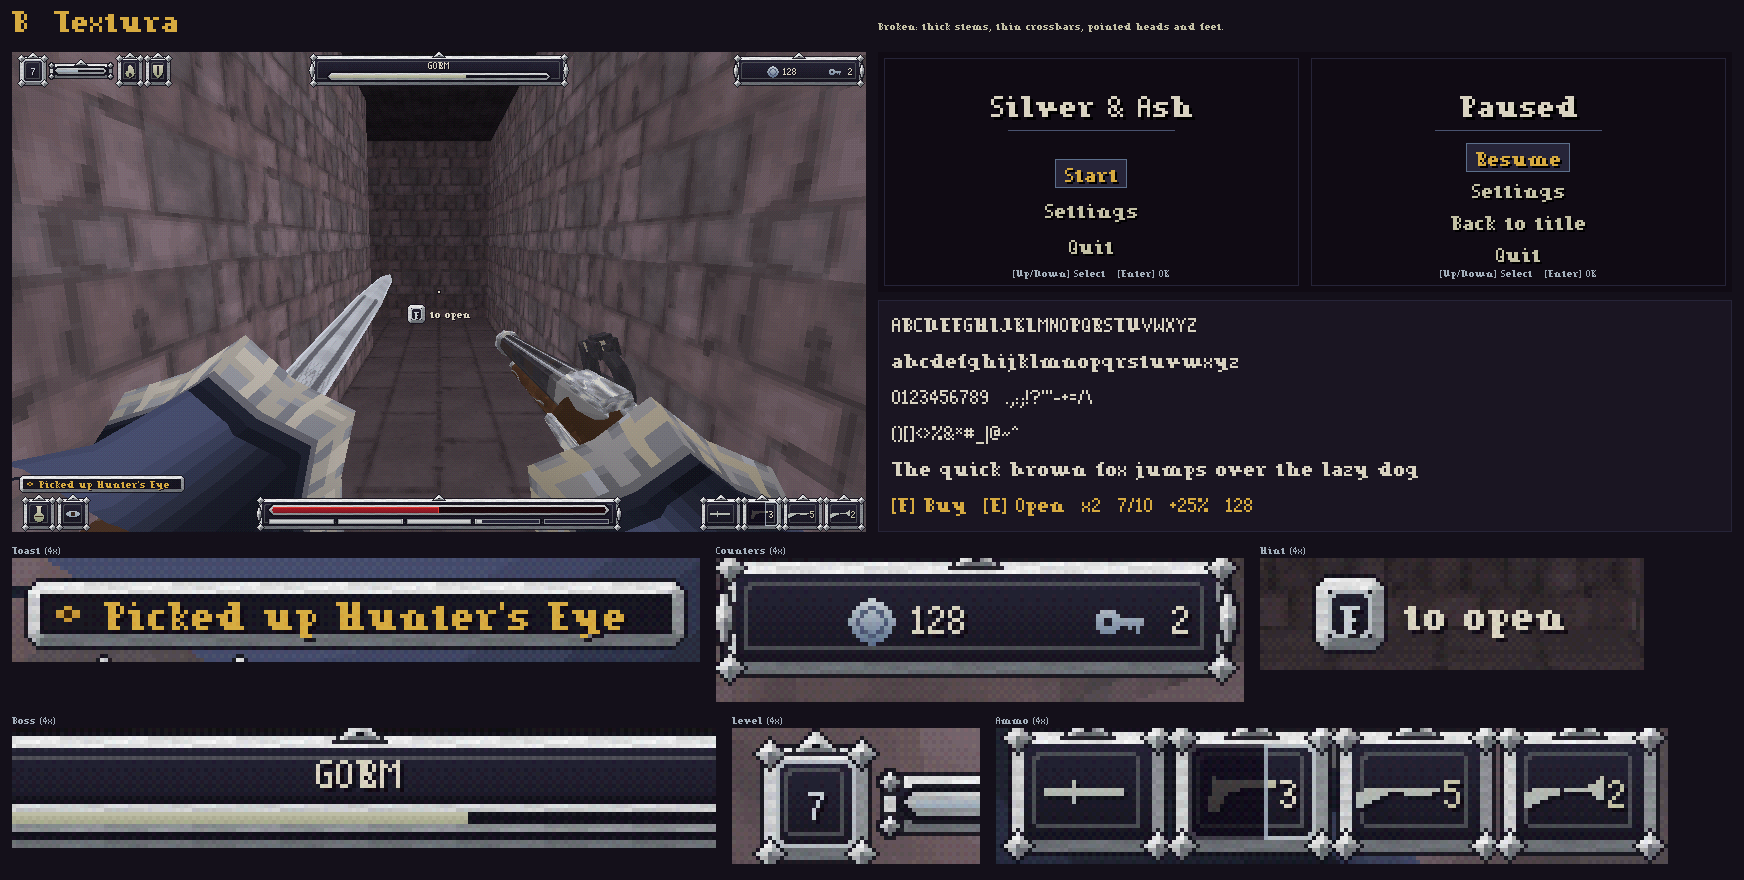 B Textura
Broken: thick stems, thin crossbars, pointed heads and feet.
7
GORM
128 2
F to open
Picked up Hunter's Eye
3 5 2
Silver & Ash
Start
Settings
Quit
[Up/Down] Select [Enter] OK
Paused
Resume
Settings
Back to title
Quit
[Up/Down] Select [Enter] OK
ABCDEFGHIJKLMNOPQRSTUVWXYZ
abcdefghijklmnopqrstuvwxyz
0123456789 .,:;!?'"-+=/\
()[]<>%&*#_|@~^
The quick brown fox jumps over the lazy dog
[F] Buy [E] Open x2 7/10 +25% 128
Toast (4x)
Picked up Hunter's Eye
Counters (4x)
128 2
Hint (4x)
F to open
Boss (4x)
GORM
Level (4x)
7
Ammo (4x)
3 5 2